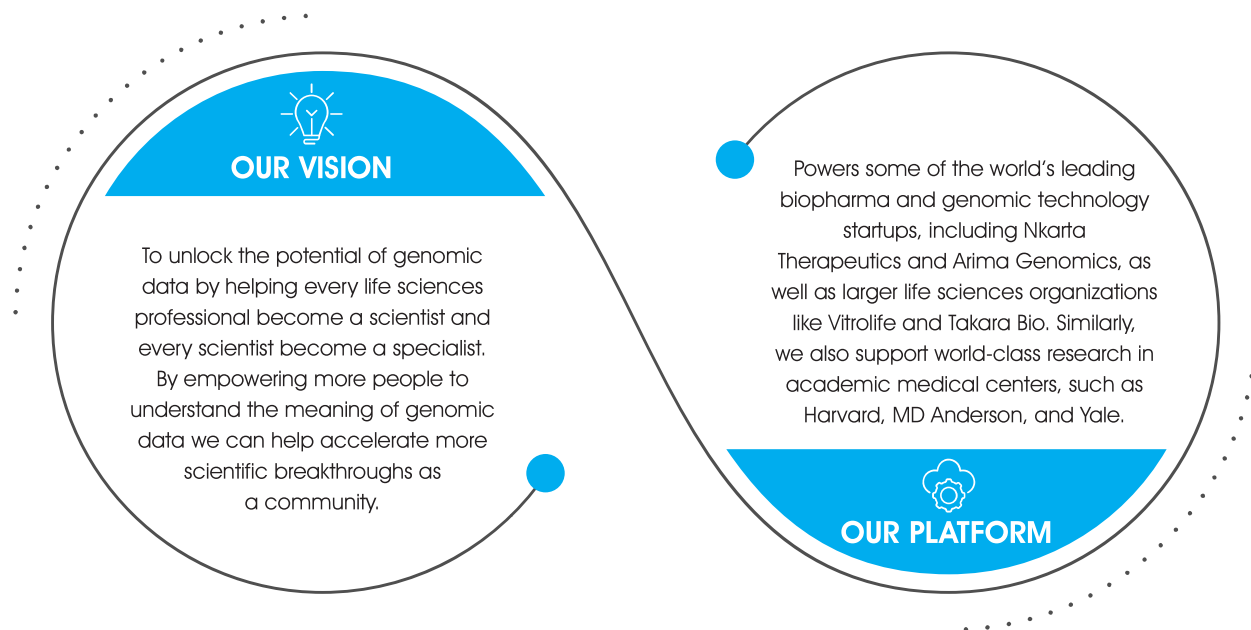 OUR VISION
To unlock the potential of genomic
data by helping every life sciences
professional become a scientist and
every scientist become a specialist.
By empowering more people to
understand the meaning of genomic
data we can help accelerate more
scientific breakthroughs as
a community.
Powers some of the world's leading
biopharma and genomic technology
startups, including Nkarta
Therapeutics and Arima Genomics, as
well as larger life sciences organizations
like Vitrolife and Takara Bio. Similarly,
we also support world-class research in
academic medical centers, such as
Harvard, MD Anderson, and Yale.
OUR PLATFORM